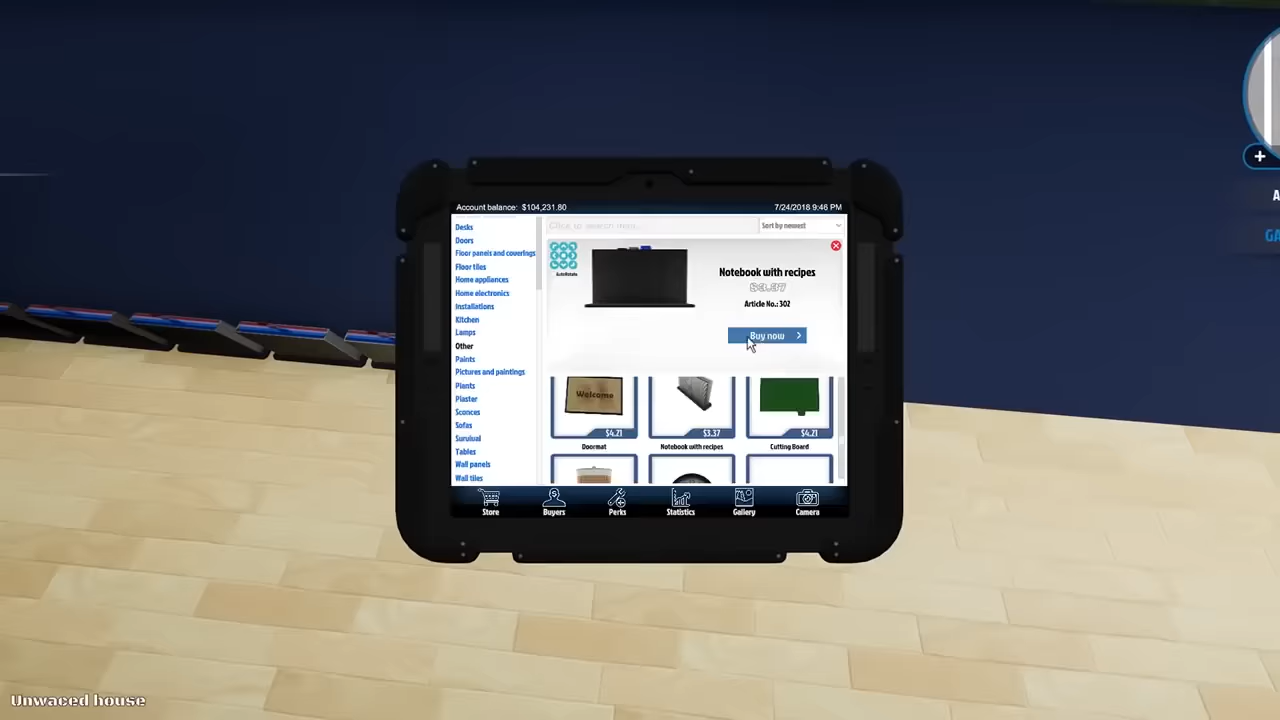 Account balance: $104,231.80
7/24/2018 9:46 PM
Desks
Doors
Floor panels and coverings
Floor tiles
Home appliances
Home electronics
Installations
Kitchen
Lamps
Other
Paints
Pictures and paintings
Plants
Plaster
Sconces
Sofas
Survival
Tables
Wall panels
Wall tiles
Sort by newest
AutoRotate
Notebook with recipes
$3.37
Article No.: 302
Buy now
Welcome
$4.21
$3.37
$4.21
Doormat
Notebook with recipes
Cutting Board
Store
Buyers
Perks
Statistics
Gallery
Camera
Unwaced house